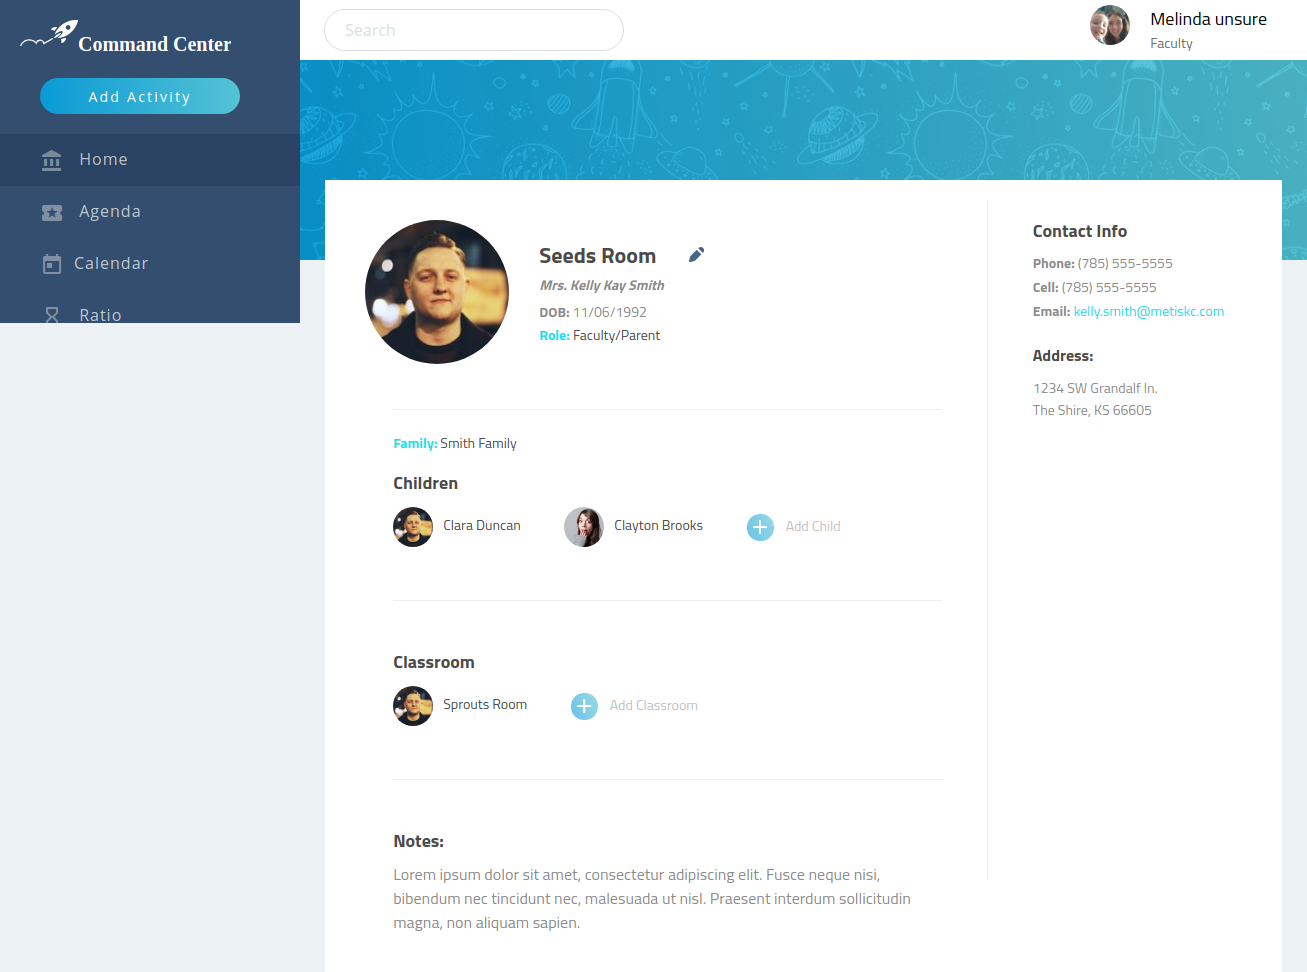 Command Center
Add Activity
Home
Agenda
Calendar
Ratio
Search
Melinda unsure
Faculty
Seeds Room
Mrs. Kelly Kay Smith
DOB: 11/06/1992
Role: Faculty/Parent
Family: Smith Family
Children
Clara Duncan
Clayton Brooks
Add Child
Classroom
Sprouts Room
Add Classroom
Notes:
Lorem ipsum dolor sit amet, consectetur adipiscing elit. Fusce neque nisi,
bibendum nec tincidunt nec, malesuada ut nisl. Praesent interdum sollicitudin
magna, non aliquam sapien.
Contact Info
Phone: (785) 555-5555
Cell: (785) 555-5555
Email: kelly.smith@metiskc.com
Address:
1234 SW Grandalf ln.
The Shire, KS 66605